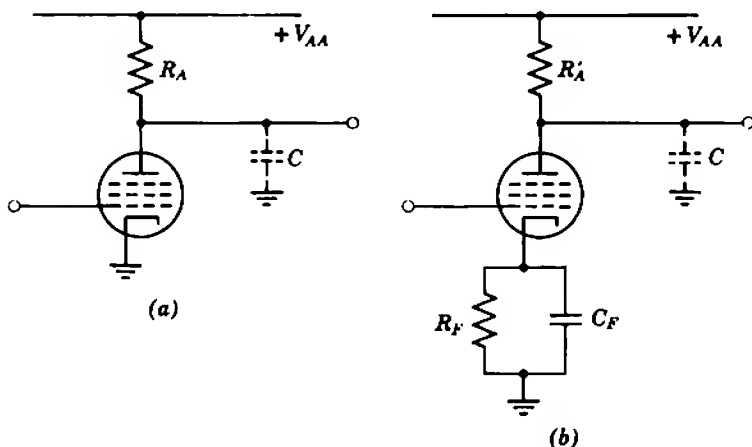 + V_AA
R_A
C
(a)
+ V_AA
R'_A
C
R_F
C_F
(b)